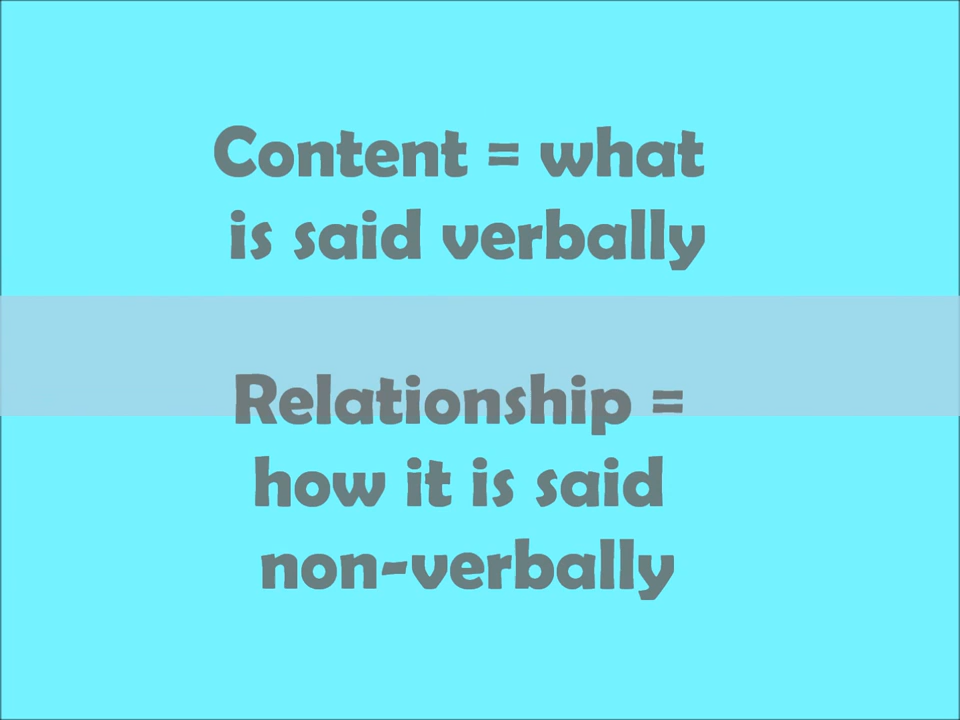 Content = what
is said verbally
Relationship =
how it is said
non-verbally